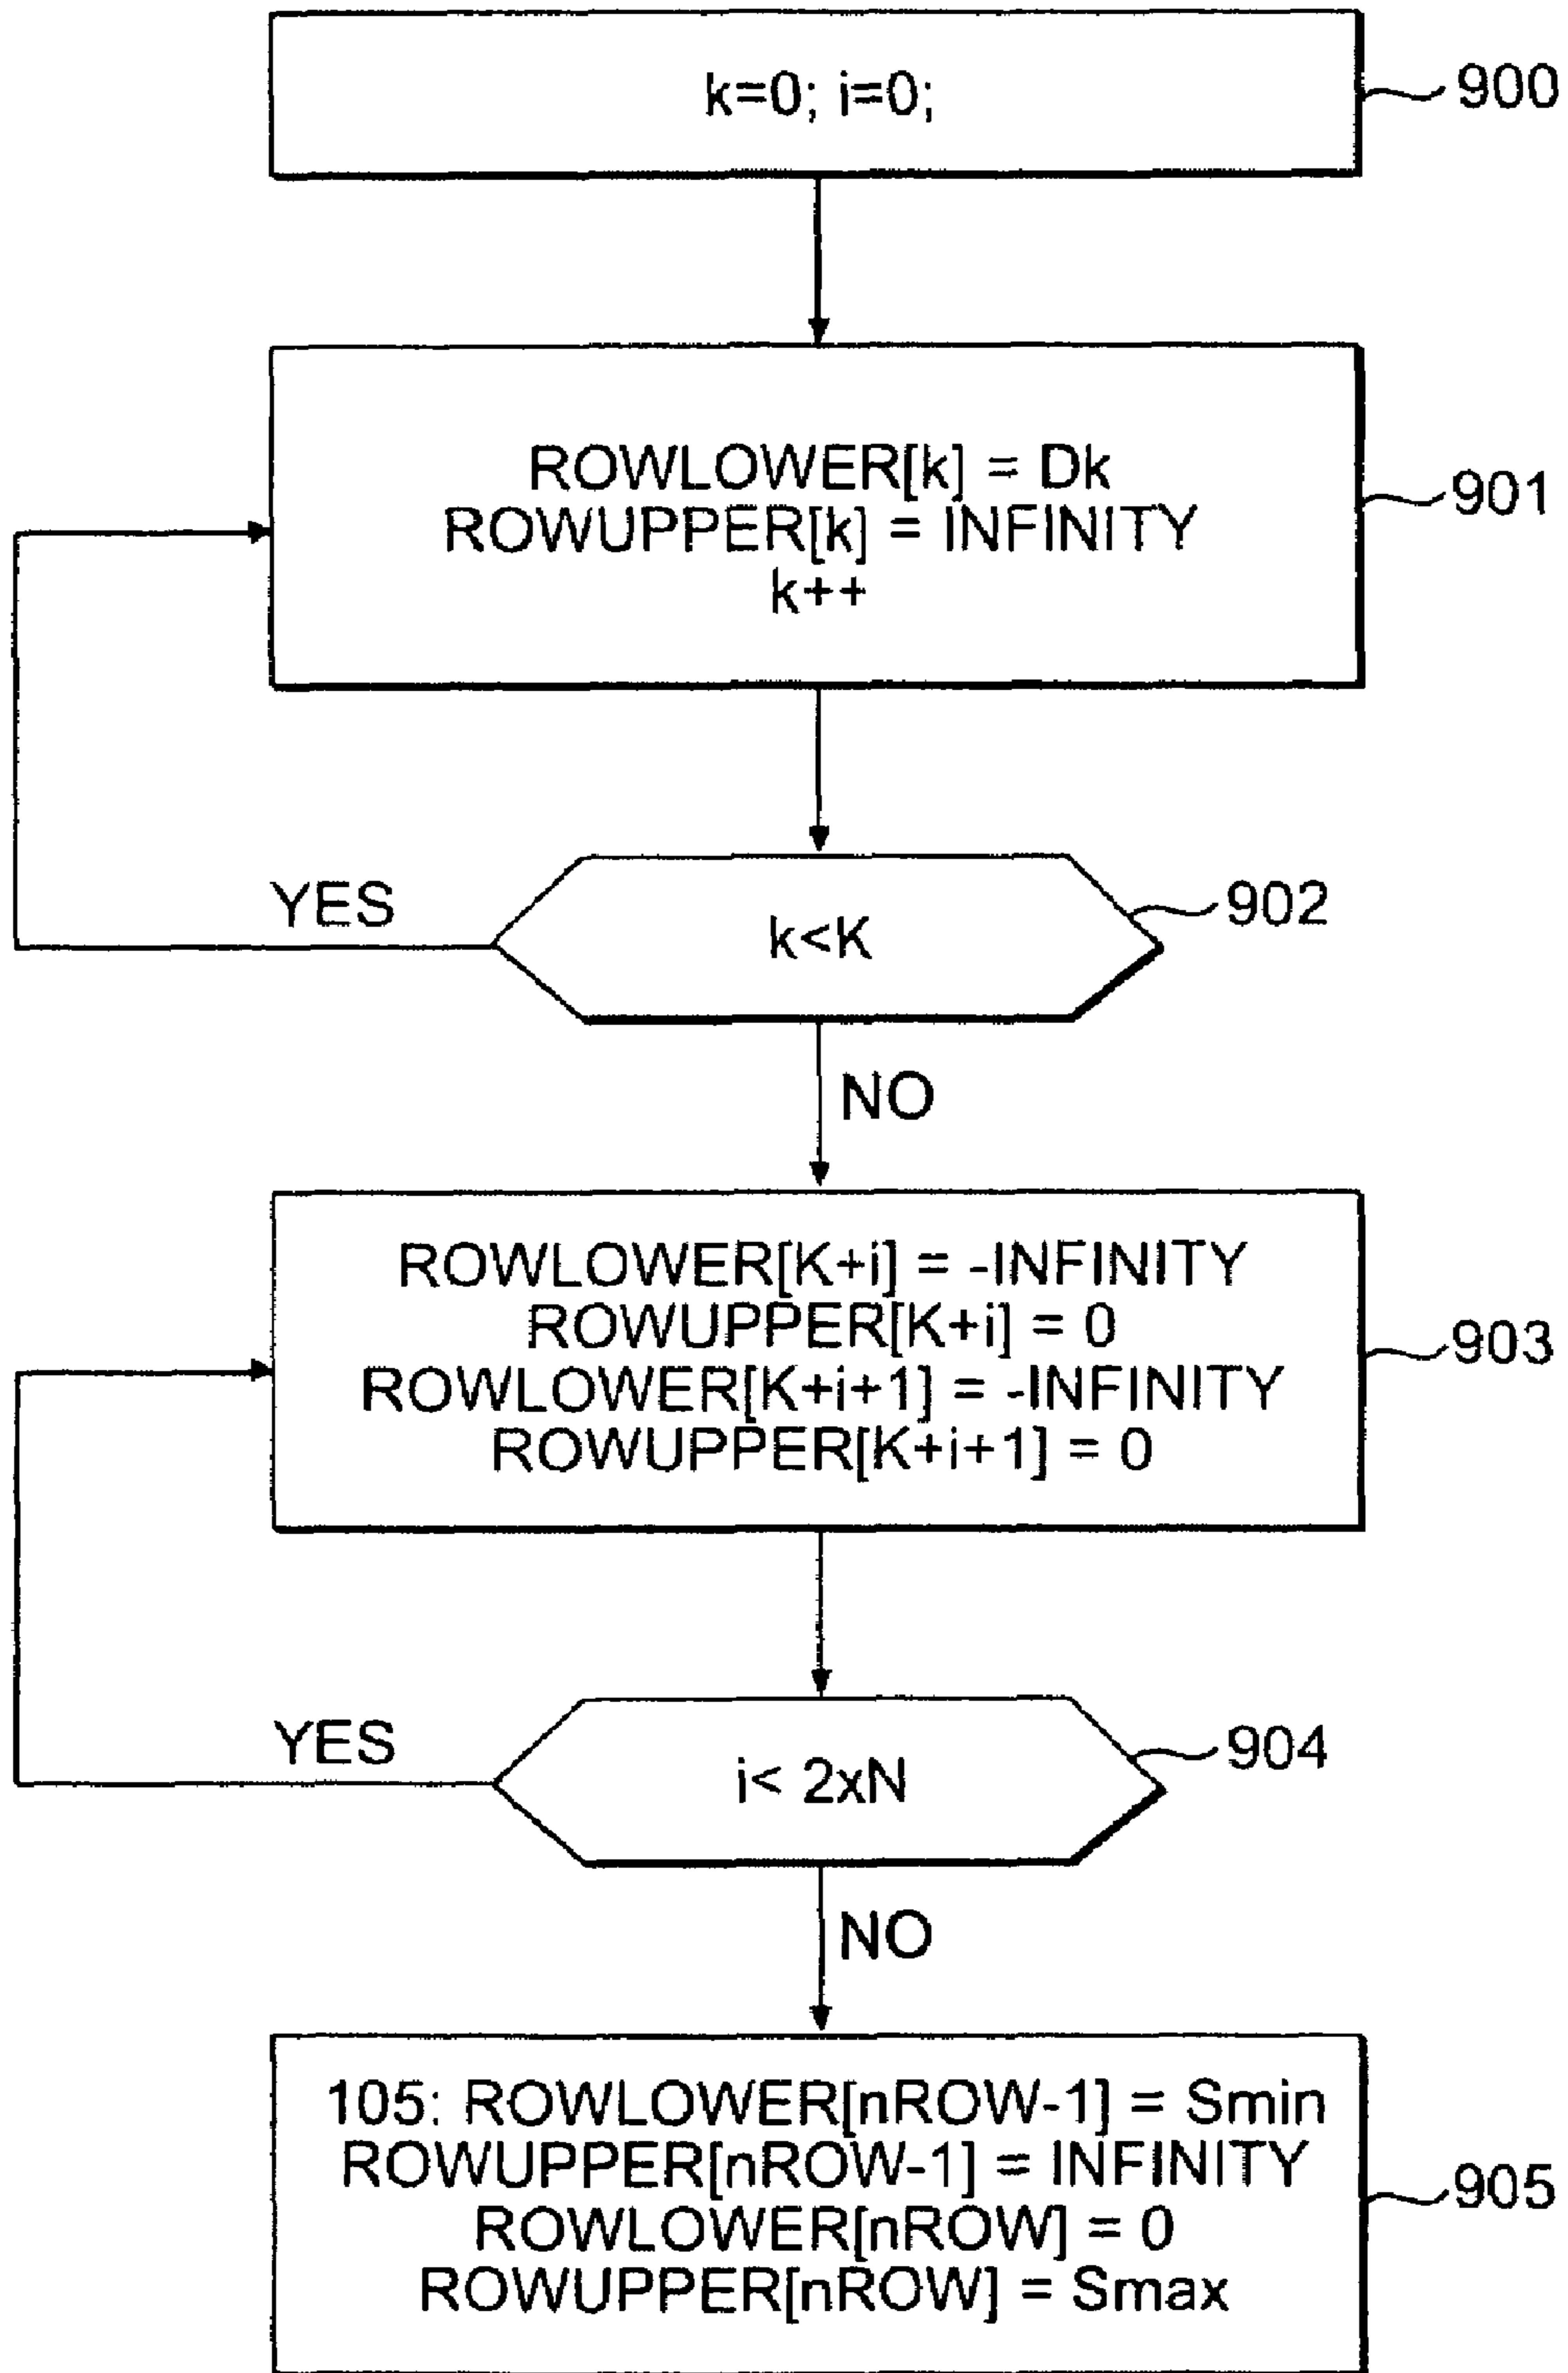 k=0; i=0;
900
ROWLOWER[k] = Dk
ROWUPPER[k] = INFINITY
k++
901
YES
k<K
902
NO
ROWLOWER[K+i] = -INFINITY
ROWUPPER[K+i] = 0
ROWLOWER[K+i+1] = -INFINITY
ROWUPPER[K+i+1] = 0
903
YES
i< 2xN
904
NO
105: ROWLOWER[nROW-1] = Smin
ROWUPPER[nROW-1] = INFINITY
ROWLOWER[nROW] = 0
ROWUPPER[nROW] = Smax
905